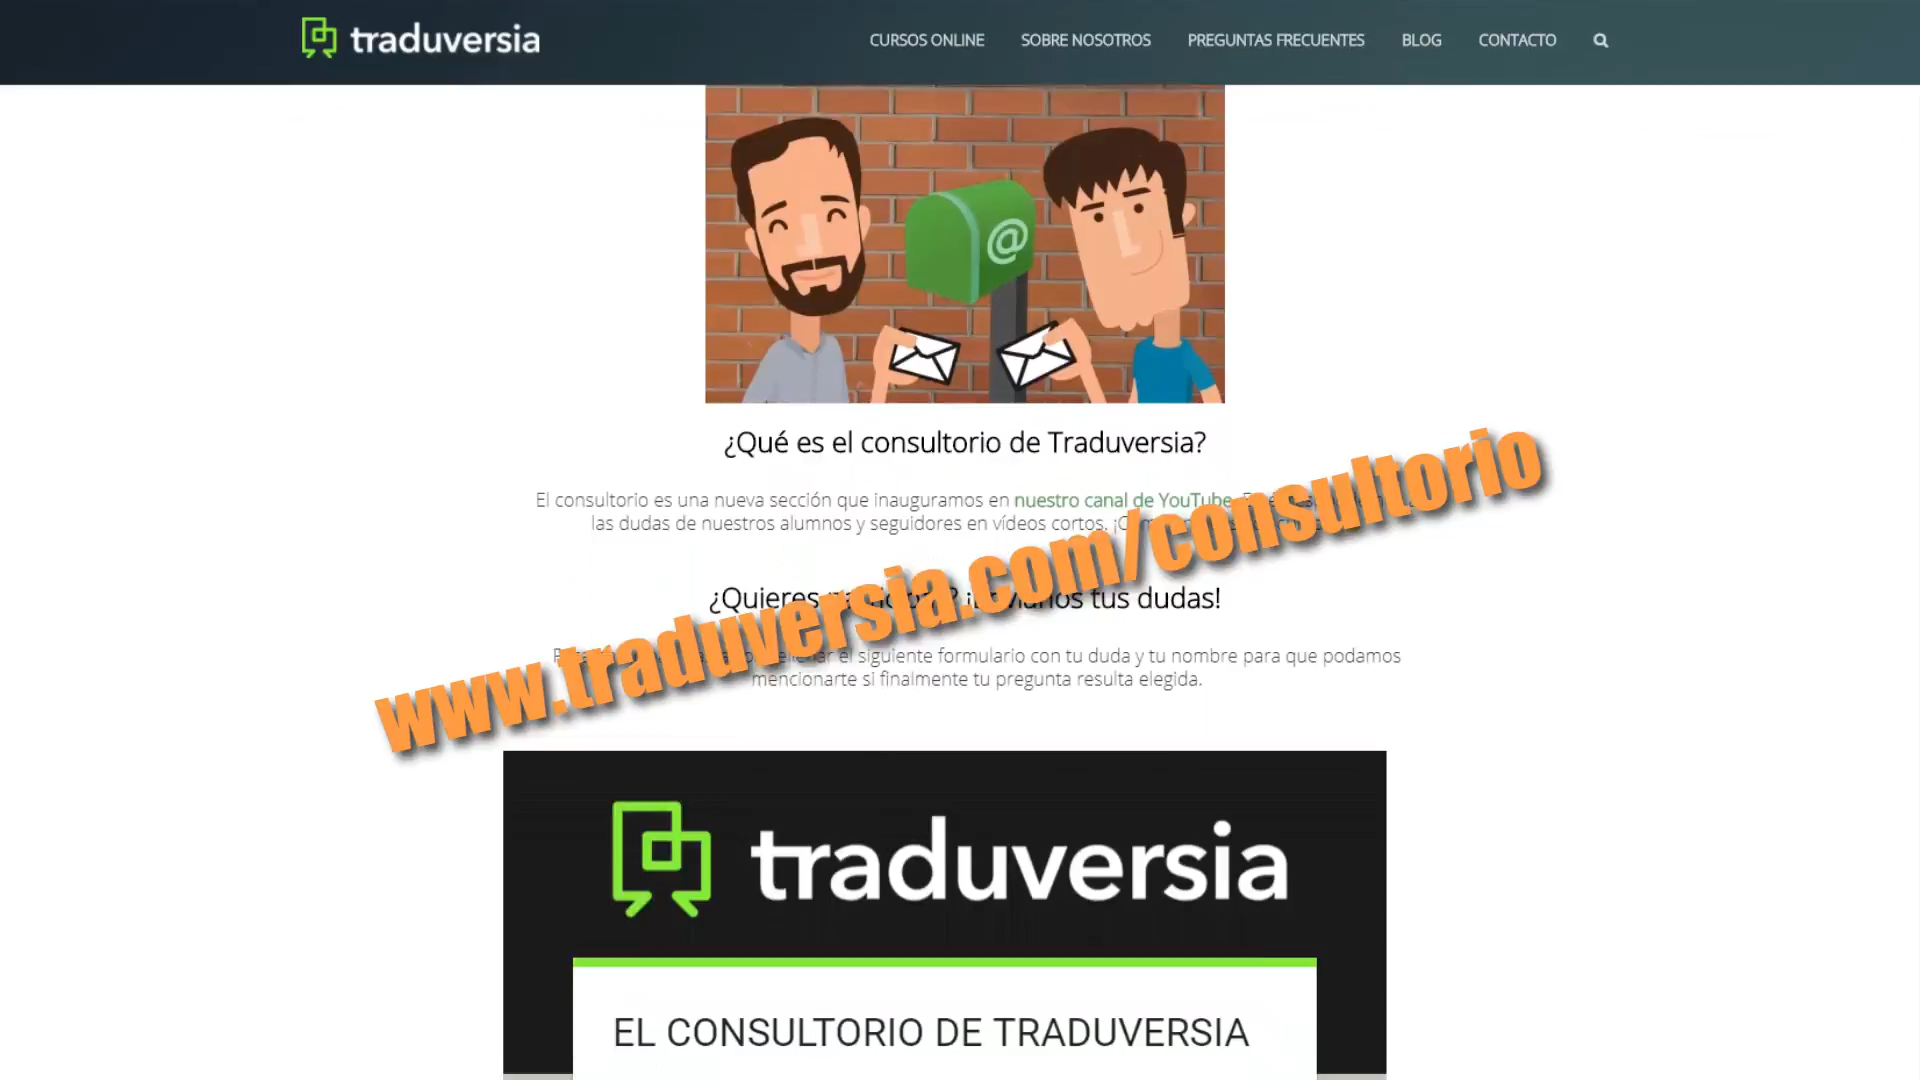 traduversia
CURSOS ONLINE SOBRE NOSOTROS PREGUNTAS FRECUENTES BLOG CONTACTO
@
¿Qué es el consultorio de Traduversia?
El consultorio es una nueva sección que inauguramos en nuestro canal de YouTube.
las dudas de nuestros alumnos y seguidores en vídeos cortos.
www.traduversia.com/consultorio
¿Quieres tus dudas!
el siguiente formulario con tu duda y tu nombre para que podamos
mencionarte si finalmente tu pregunta resulta elegida.
traduversia
EL CONSULTORIO DE TRADUVERSIA